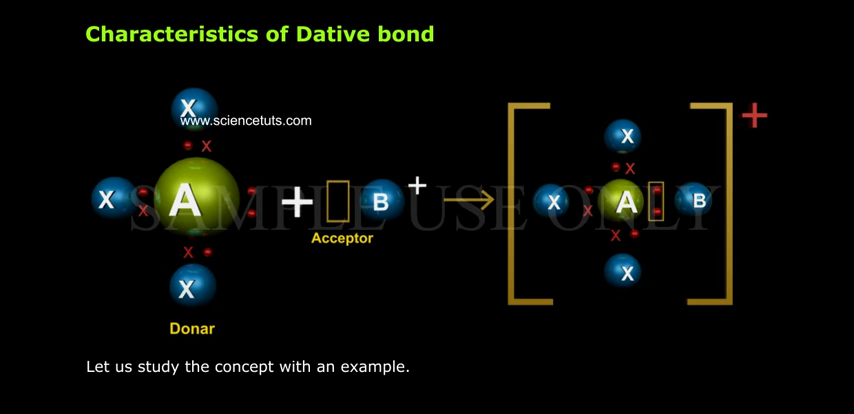 Characteristics of Dative bond
X
www.sciencetuts.com
X
X A + B + → X A B +
X
X
X
X
X
X
X
X
X
Acceptor
SAMPLE USE ONLY
Donar
Let us study the concept with an example.